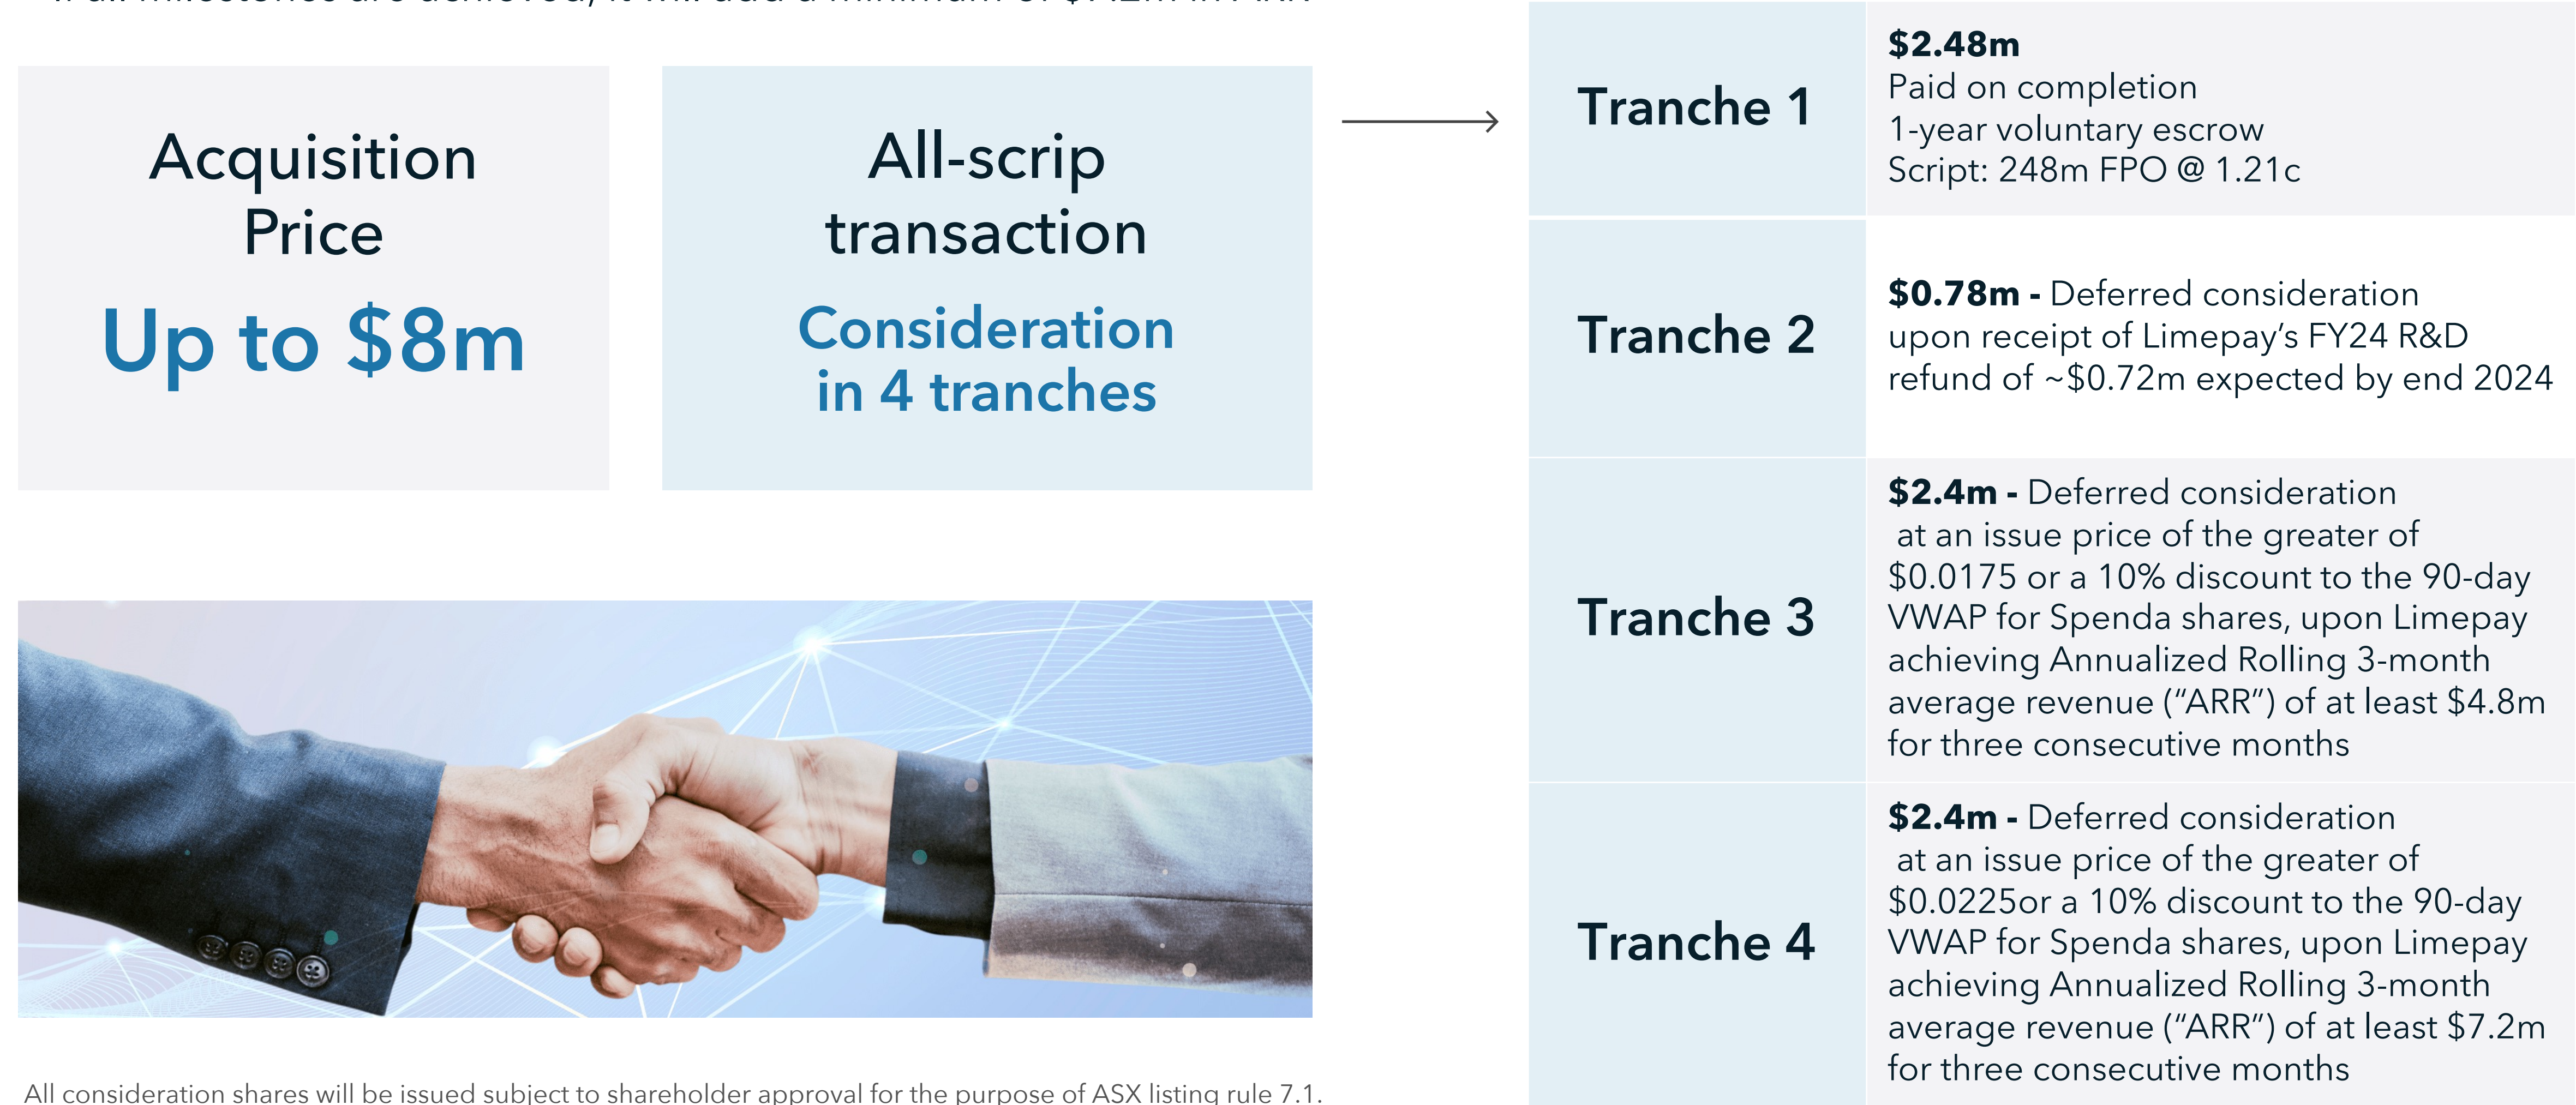 Acquisition
Price
Up to $8m
All-scrip
transaction
Consideration
in 4 tranches
Tranche 1
$2.48m
Paid on completion
1-year voluntary escrow
Script: 248m FPO @ 1.21c
Tranche 2
$0.78m - Deferred consideration
upon receipt of Limepay’s FY24 R&D
refund of ~$0.72m expected by end 2024
Tranche 3
$2.4m - Deferred consideration
at an issue price of the greater of
$0.0175 or a 10% discount to the 90-day
VWAP for Spenda shares, upon Limepay
achieving Annualized Rolling 3-month
average revenue (“ARR”) of at least $4.8m
for three consecutive months
Tranche 4
$2.4m - Deferred consideration
at an issue price of the greater of
$0.0225or a 10% discount to the 90-day
VWAP for Spenda shares, upon Limepay
achieving Annualized Rolling 3-month
average revenue (“ARR”) of at least $7.2m
for three consecutive months
All consideration shares will be issued subject to shareholder approval for the purpose of ASX listing rule 7.1.